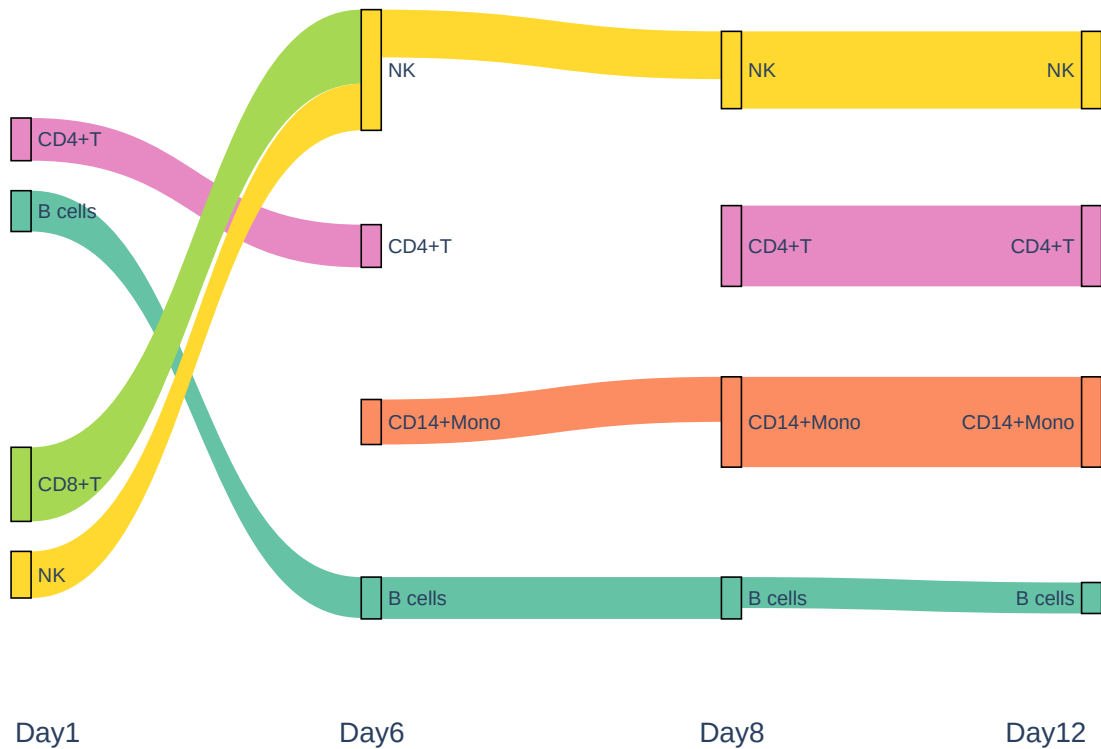 NK
NK
NK
CD4+T
B cells
CD4+T
CD4+T
CD4+T
CD14+Mono
CD14+Mono
CD14+Mono
CD8+T
NK
B cells
B cells
B cells
Day1
Day6
Day8
Day12